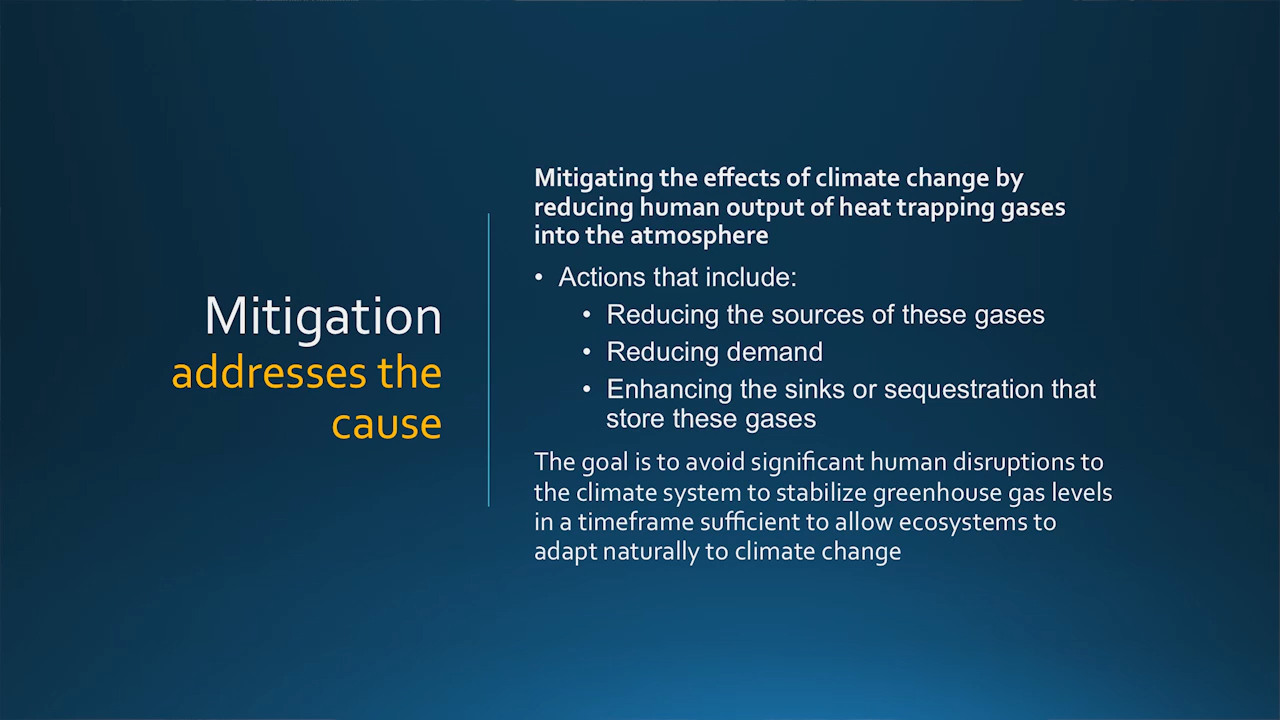 Mitigation
addresses the
cause
Mitigating the effects of climate change by
reducing human output of heat trapping gases
into the atmosphere
• Actions that include:
• Reducing the sources of these gases
• Reducing demand
• Enhancing the sinks or sequestration that
store these gases
The goal is to avoid significant human disruptions to
the climate system to stabilize greenhouse gas levels
in a timeframe sufficient to allow ecosystems to
adapt naturally to climate change